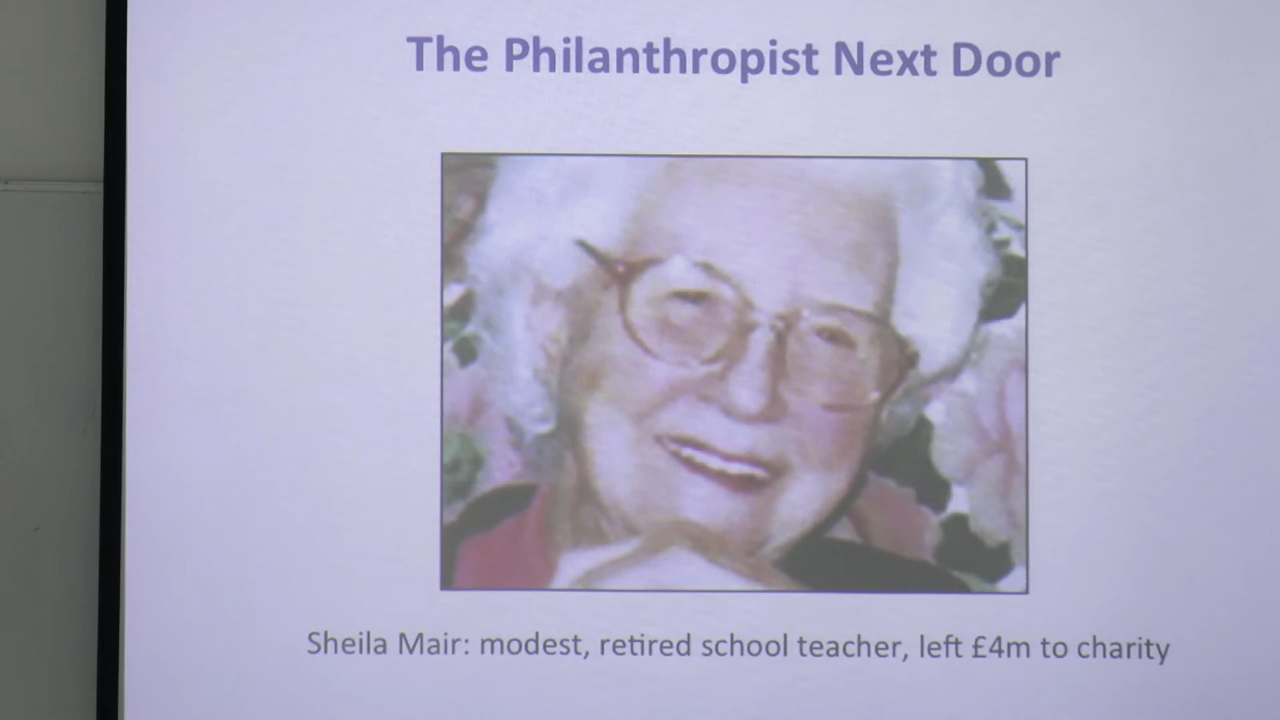 The Philanthropist Next Door
Sheila Mair: modest, retired school teacher, left £4m to charity